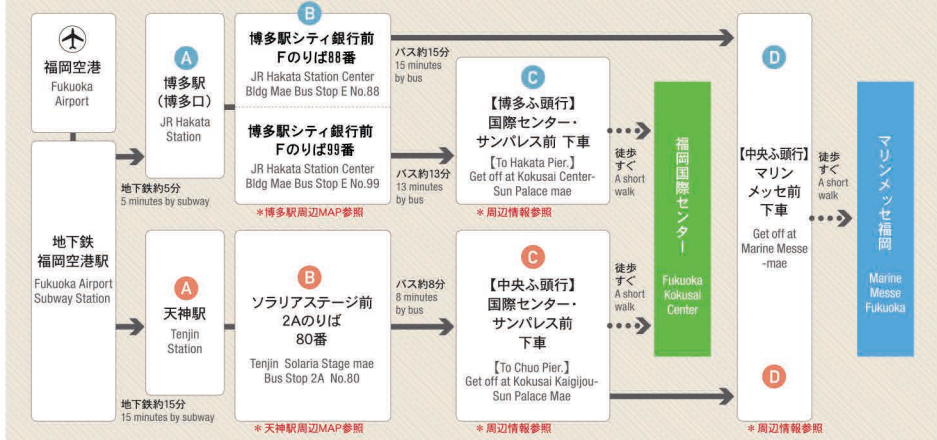 福岡空港
Fukuoka
Airport
地下鉄
福岡空港駅
Fukuoka Airport
Subway Station
地下鉄約5分
5 minutes by subway
地下鉄約15分
15 minutes by subway
A
博多駅
(博多口)
JR Hakata
Station
A
天神駅
Tenjin
Station
B
博多駅シティ銀行前
Fのりば88番
JR Hakata Station Center
Bldg Mae Bus Stop E No.88
博多駅シティ銀行前
Fのりば99番
JR Hakata Station Center
Bldg Mae Bus Stop E No.99
*博多駅周辺MAP参照
B
ソラリアステージ前
2Aのりば
80番
Tenjin Solaria Stage mae
Bus Stop 2A No.80
*天神駅周辺MAP参照
バス約15分
15 minutes
by bus
バス約13分
13 minutes
by bus
バス約8分
8 minutes
by bus
C
【博多ふ頭行】
国際センター・
サンパレス前 下車
【To Hakata Pier.】
Get off at Kokusai Center-
Sun Palace mae
*周辺情報参照
C
【中央ふ頭行】
国際センター・
サンパレス前
下車
【To Chuo Pier.】
Get off at Kokusai Kaigijou-
Sun Palace Mae
*周辺情報参照
徒歩
すぐ
A short
walk
徒歩
すぐ
A short
walk
福岡国際センター
Fukuoka
Kokusai
Center
D
【中央ふ頭行】
マリン
メッセ前
下車
Get off at
Marine Messe
-mae
D
*周辺情報参照
徒歩
すぐ
A short
walk
マリンメッセ福岡
Marine
Messe
Fukuoka